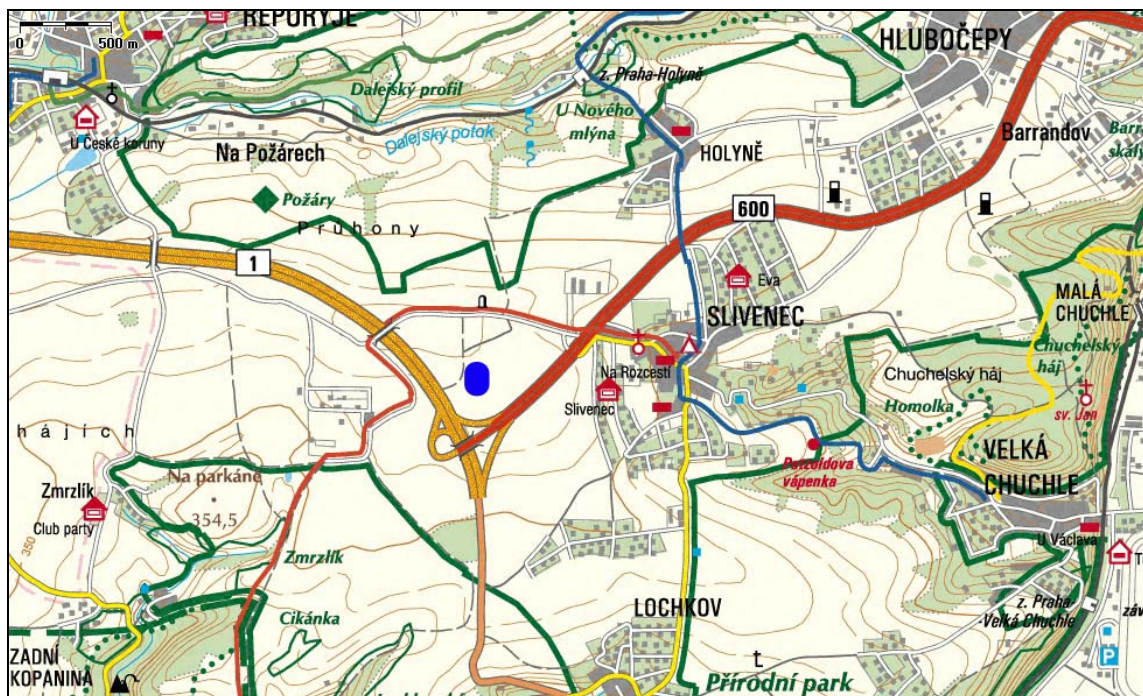 ŘEPORYJE
0 500 m
HLUBOČEPY
z. Praha-Holyně
Dalejský profil
U Nového
mlýna
Dalejský potok
U České koruny
Na Požárech
HOLYNĚ
Barrandov
skály
Požáry
Průhony
600
1
Eva
SLIVENEC
MALÁ
CHUCHLE
Chuchelský
háj
Na Rozcestí
Chuchelský háj
Slivenec
Homolka
sv. Jan
hájích
Petzoldova
vápenka
VELKÁ
CHUCHLE
Na parkáně
354,5
Zmrzlík
Club party
350
U Václava
Zmrzlík
Cikánka
LOCHKOV
z. Praha-
-Velká Chuchle
P
ZADNÍ
KOPANINA
Přírodní park